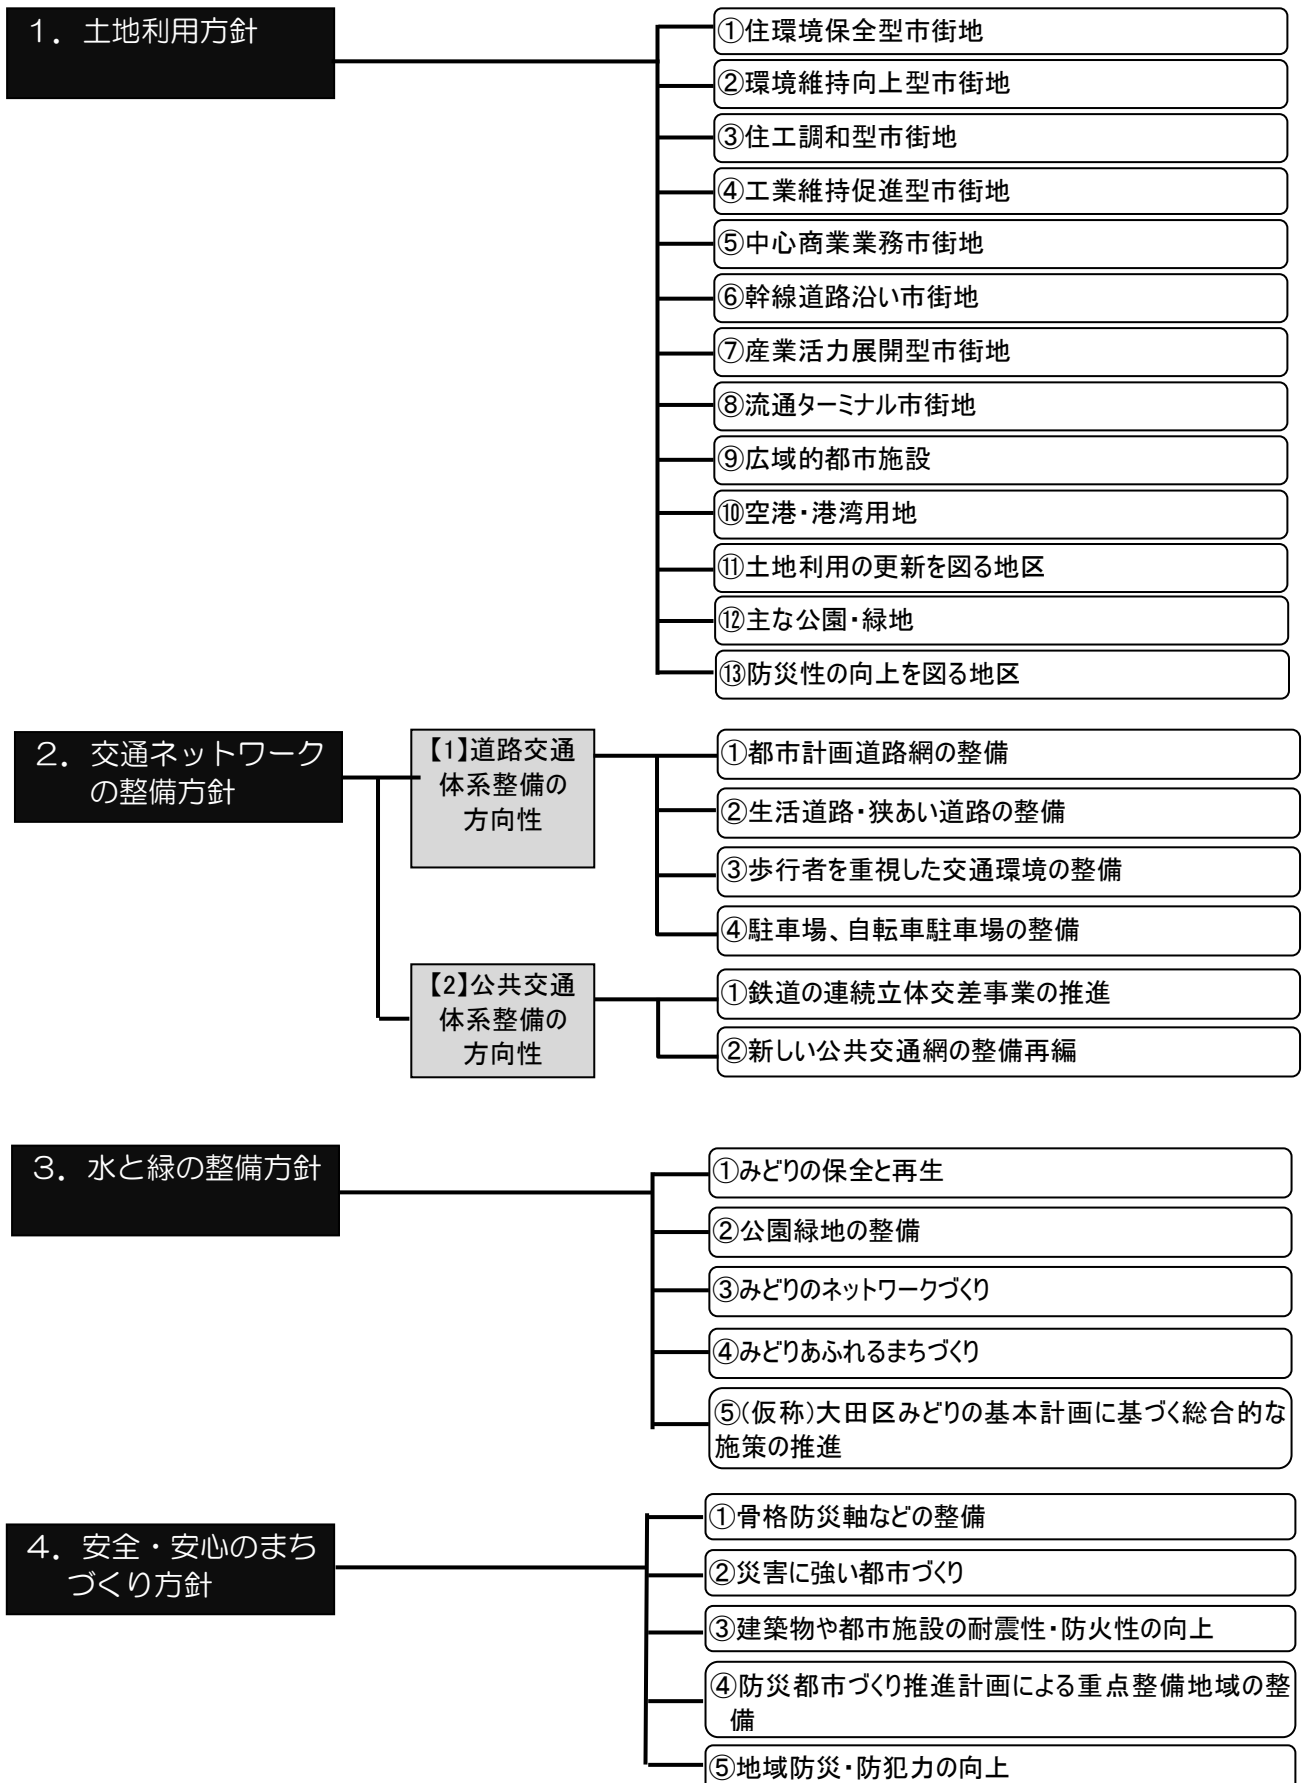 １．土地利用方針
①住環境保全型市街地
②環境維持向上型市街地
③住工調和型市街地
④工業維持促進型市街地
⑤中心商業業務市街地
⑥幹線道路沿い市街地
⑦産業活力展開型市街地
⑧流通ターミナル市街地
⑨広域的都市施設
⑩空港・港湾用地
⑪土地利用の更新を図る地区
⑫主な公園・緑地
⑬防災性の向上を図る地区
２．交通ネットワーク
の整備方針
【1】道路交通
体系整備の
方向性
①都市計画道路網の整備
②生活道路・狭あい道路の整備
③歩行者を重視した交通環境の整備
④駐車場、自転車駐車場の整備
【2】公共交通
体系整備の
方向性
①鉄道の連続立体交差事業の推進
②新しい公共交通網の整備再編
３．水と緑の整備方針
①みどりの保全と再生
②公園緑地の整備
③みどりのネットワークづくり
④みどりあふれるまちづくり
⑤(仮称)大田区みどりの基本計画に基づく総合的な
施策の推進
４．安全・安心のまち
づくり方針
①骨格防災軸などの整備
②災害に強い都市づくり
③建築物や都市施設の耐震性・防火性の向上
④防災都市づくり推進計画による重点整備地域の整
備
⑤地域防災・防犯力の向上